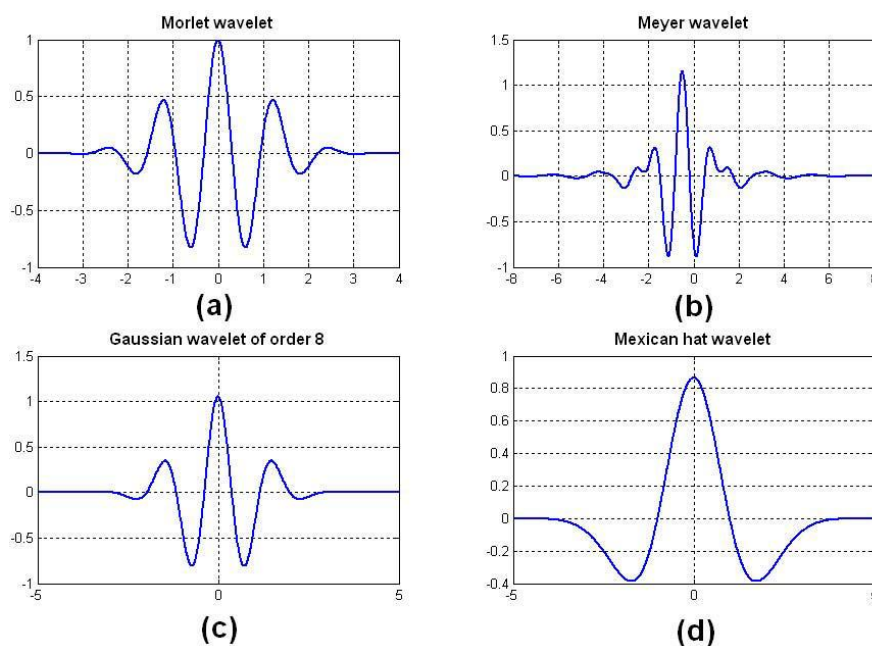 Morlet wavelet
1
0.5
0
-0.5
-1
-4 -3 -2 -1 0 1 2 3 4
(a)
Meyer wavelet
1.5
1
0.5
0
-0.5
-1
-8 -6 -4 -2 0 2 4 6 8
(b)
Gaussian wavelet of order 8
1.5
1
0.5
0
-0.5
-1
-5 0 5
(c)
Mexican hat wavelet
1
0.8
0.6
0.4
0.2
0
-0.2
-0.4
-5 0 5
(d)